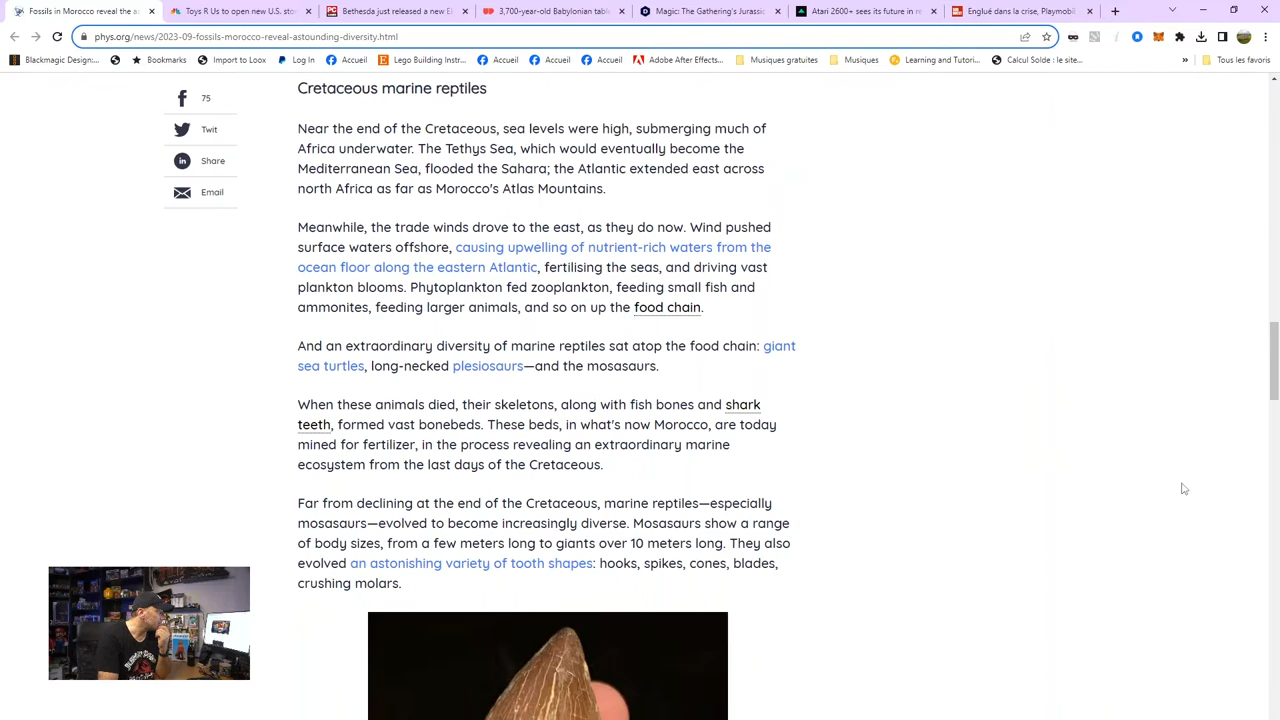 Fossils in Morocco reveal the as
Toys R Us to open new U.S. sto
Bethesda just released a new El
3,700-year-old Babylonian tabl
Magic: The Gathering's Jurassic
Atari 2600+ sees its future in re
Englué dans la crise, Playmobil
phys.org/news/2023-09-fossils-morocco-reveal-astounding-diversity.html
Blackmagic Design:...
Bookmarks
Import to Loox
Log In
Accueil
Lego Building Instr...
Accueil
Accueil
Accueil
Adobe After Effects...
Musiques gratuites
Musiques
Learning and Tutori...
Calcul Solde : le site...
»
Tous les favoris
75
Twit
Share
Email
Cretaceous marine reptiles
Near the end of the Cretaceous, sea levels were high, submerging much of
Africa underwater. The Tethys Sea, which would eventually become the
Mediterranean Sea, flooded the Sahara; the Atlantic extended east across
north Africa as far as Morocco's Atlas Mountains.
Meanwhile, the trade winds drove to the east, as they do now. Wind pushed
surface waters offshore, causing upwelling of nutrient-rich waters from the
ocean floor along the eastern Atlantic, fertilising the seas, and driving vast
plankton blooms. Phytoplankton fed zooplankton, feeding small fish and
ammonites, feeding larger animals, and so on up the food chain.
And an extraordinary diversity of marine reptiles sat atop the food chain: giant
sea turtles, long-necked plesiosaurs—and the mosasaurs.
When these animals died, their skeletons, along with fish bones and shark
teeth, formed vast bonebeds. These beds, in what's now Morocco, are today
mined for fertilizer, in the process revealing an extraordinary marine
ecosystem from the last days of the Cretaceous.
Far from declining at the end of the Cretaceous, marine reptiles—especially
mosasaurs—evolved to become increasingly diverse. Mosasaurs show a range
of body sizes, from a few meters long to giants over 10 meters long. They also
evolved an astonishing variety of tooth shapes: hooks, spikes, cones, blades,
crushing molars.